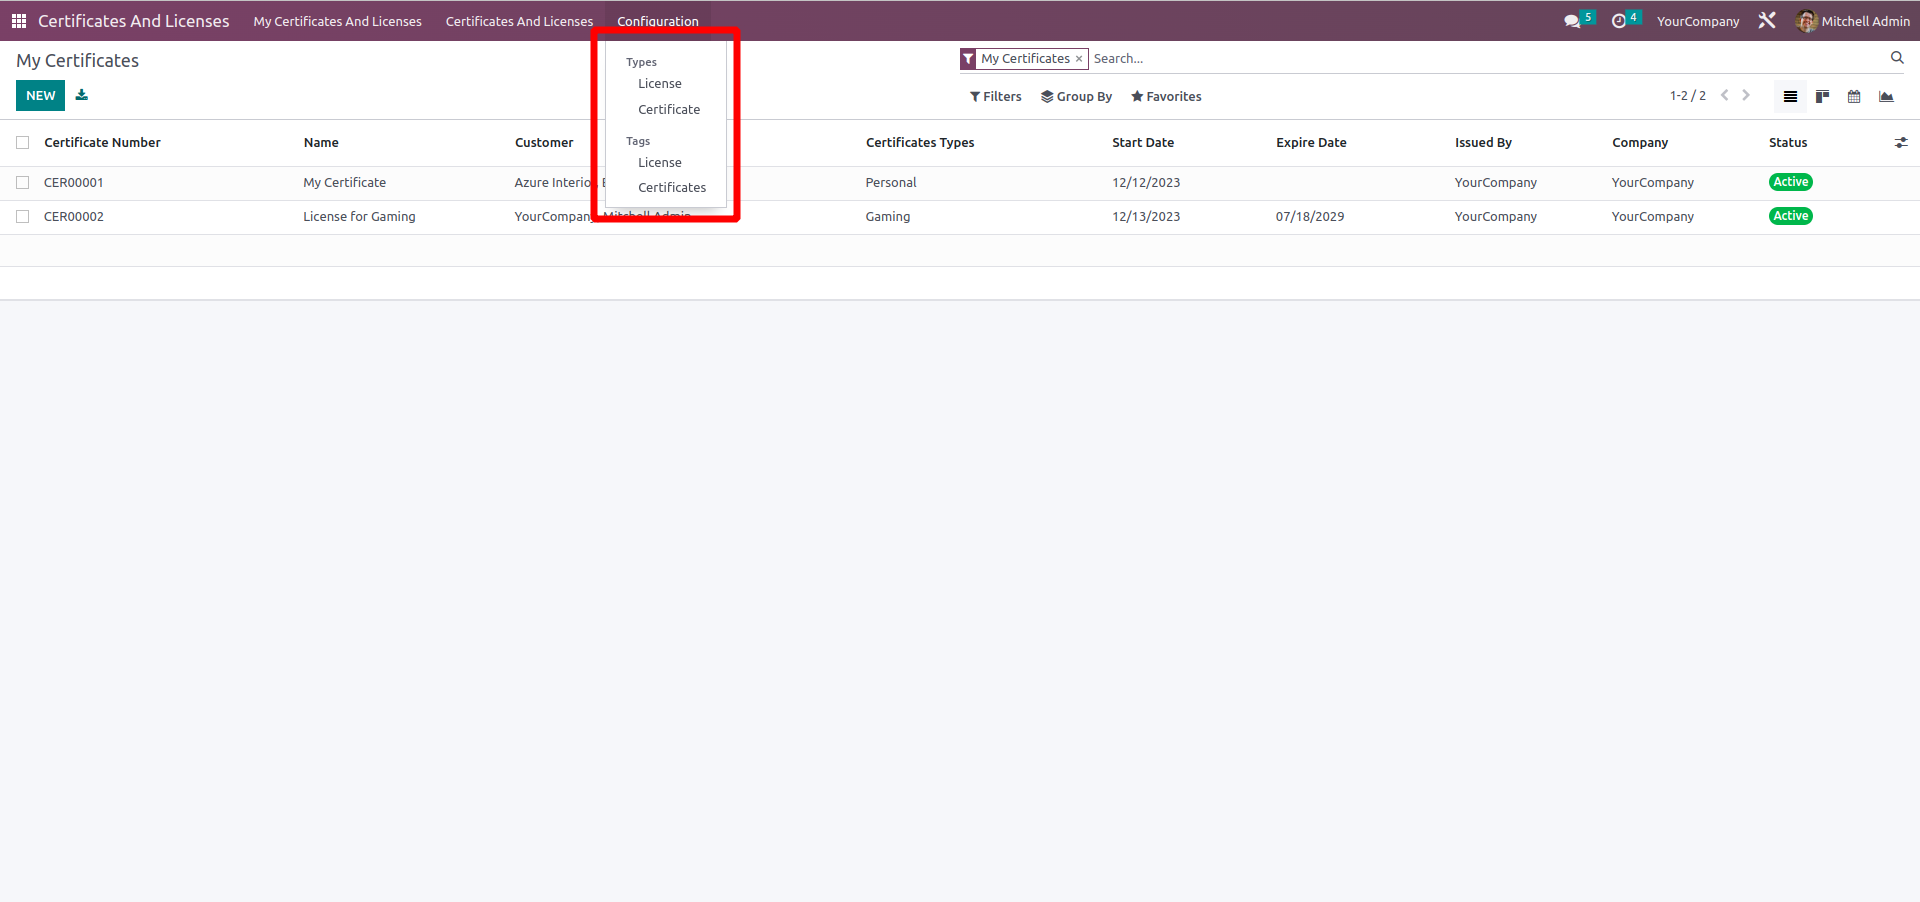 Certificates And Licenses My Certificates And Licenses Certificates And Licenses Configuration 5 4 YourCompany Mitchell Admin
My Certificates
My Certificates × Search...
NEW
Filters Group By Favorites 1-2 / 2
Types
License
Certificate
Tags
License
Certificates
Certificate Number Name Customer Certificates Types Start Date Expire Date Issued By Company Status
CER00001 My Certificate Azure Interior, Personal 12/12/2023 YourCompany YourCompany Active
CER00002 License for Gaming YourCompany, Mitchell Admin Gaming 12/13/2023 07/18/2029 YourCompany YourCompany Active